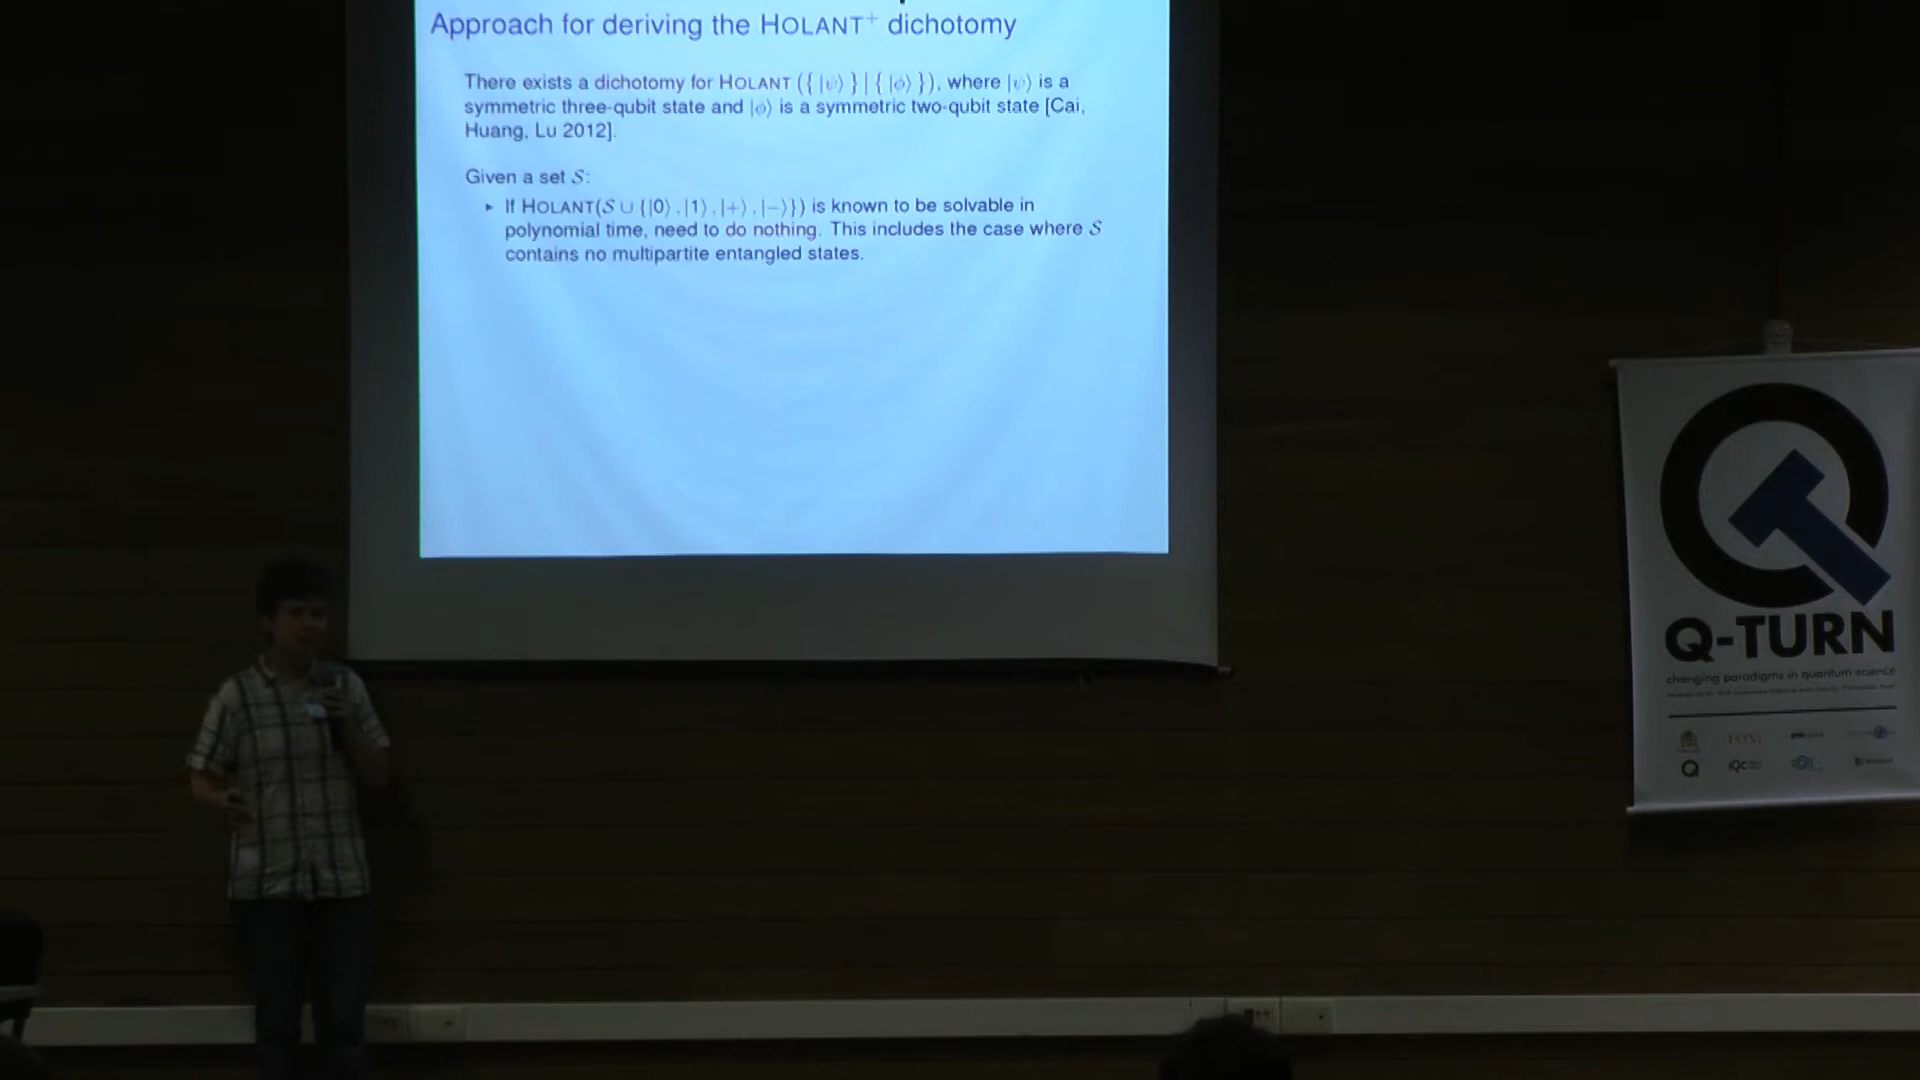 Approach for deriving the HOLANT⁺ dichotomy
There exists a dichotomy for HOLANT ({|ψ⟩} | {|ϕ⟩}), where |ψ⟩ is a
symmetric three-qubit state and |ϕ⟩ is a symmetric two-qubit state [Cai,
Huang, Lu 2012].
Given a set S:
▸ If HOLANT(S ∪ {|0⟩, |1⟩, |+⟩, |−⟩}) is known to be solvable in
polynomial time, need to do nothing. This includes the case where S
contains no multipartite entangled states.
Q-TURN
changing paradigms in quantum science
IQC